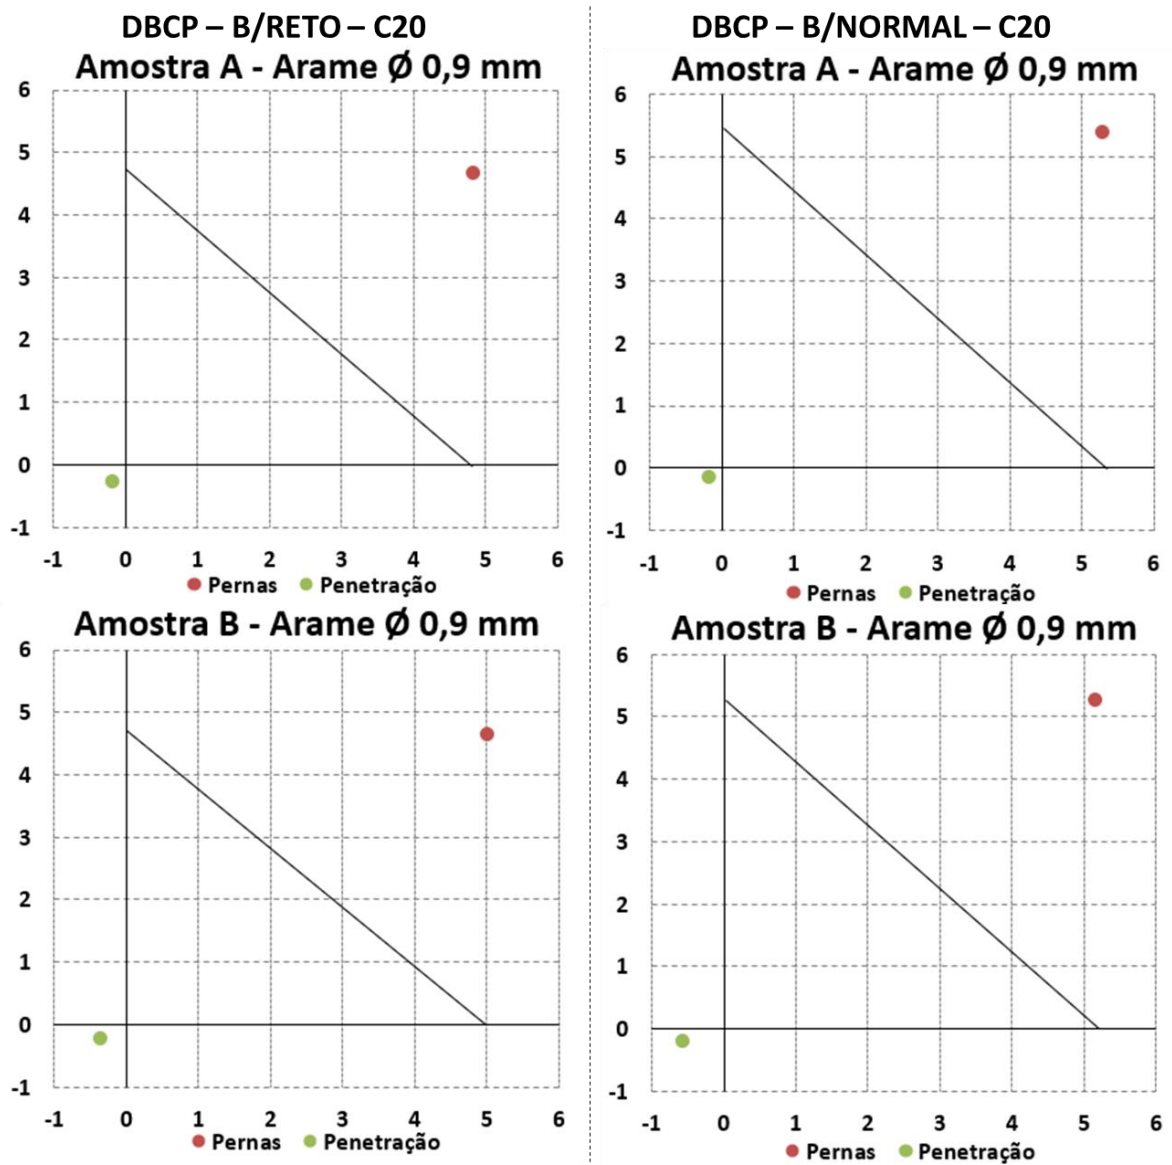 DBCP – B/RETO – C20
Amostra A - Arame Ø 0,9 mm
6
5
4
3
2
1
0
-1
-1 0 1 2 3 4 5 6
Pernas Penetração
Amostra B - Arame Ø 0,9 mm
6
5
4
3
2
1
0
-1
-1 0 1 2 3 4 5 6
Pernas Penetração
DBCP – B/NORMAL – C20
Amostra A - Arame Ø 0,9 mm
6
5
4
3
2
1
0
-1
-1 0 1 2 3 4 5 6
Pernas Penetração
Amostra B - Arame Ø 0,9 mm
6
5
4
3
2
1
0
-1
-1 0 1 2 3 4 5 6
Pernas Penetração